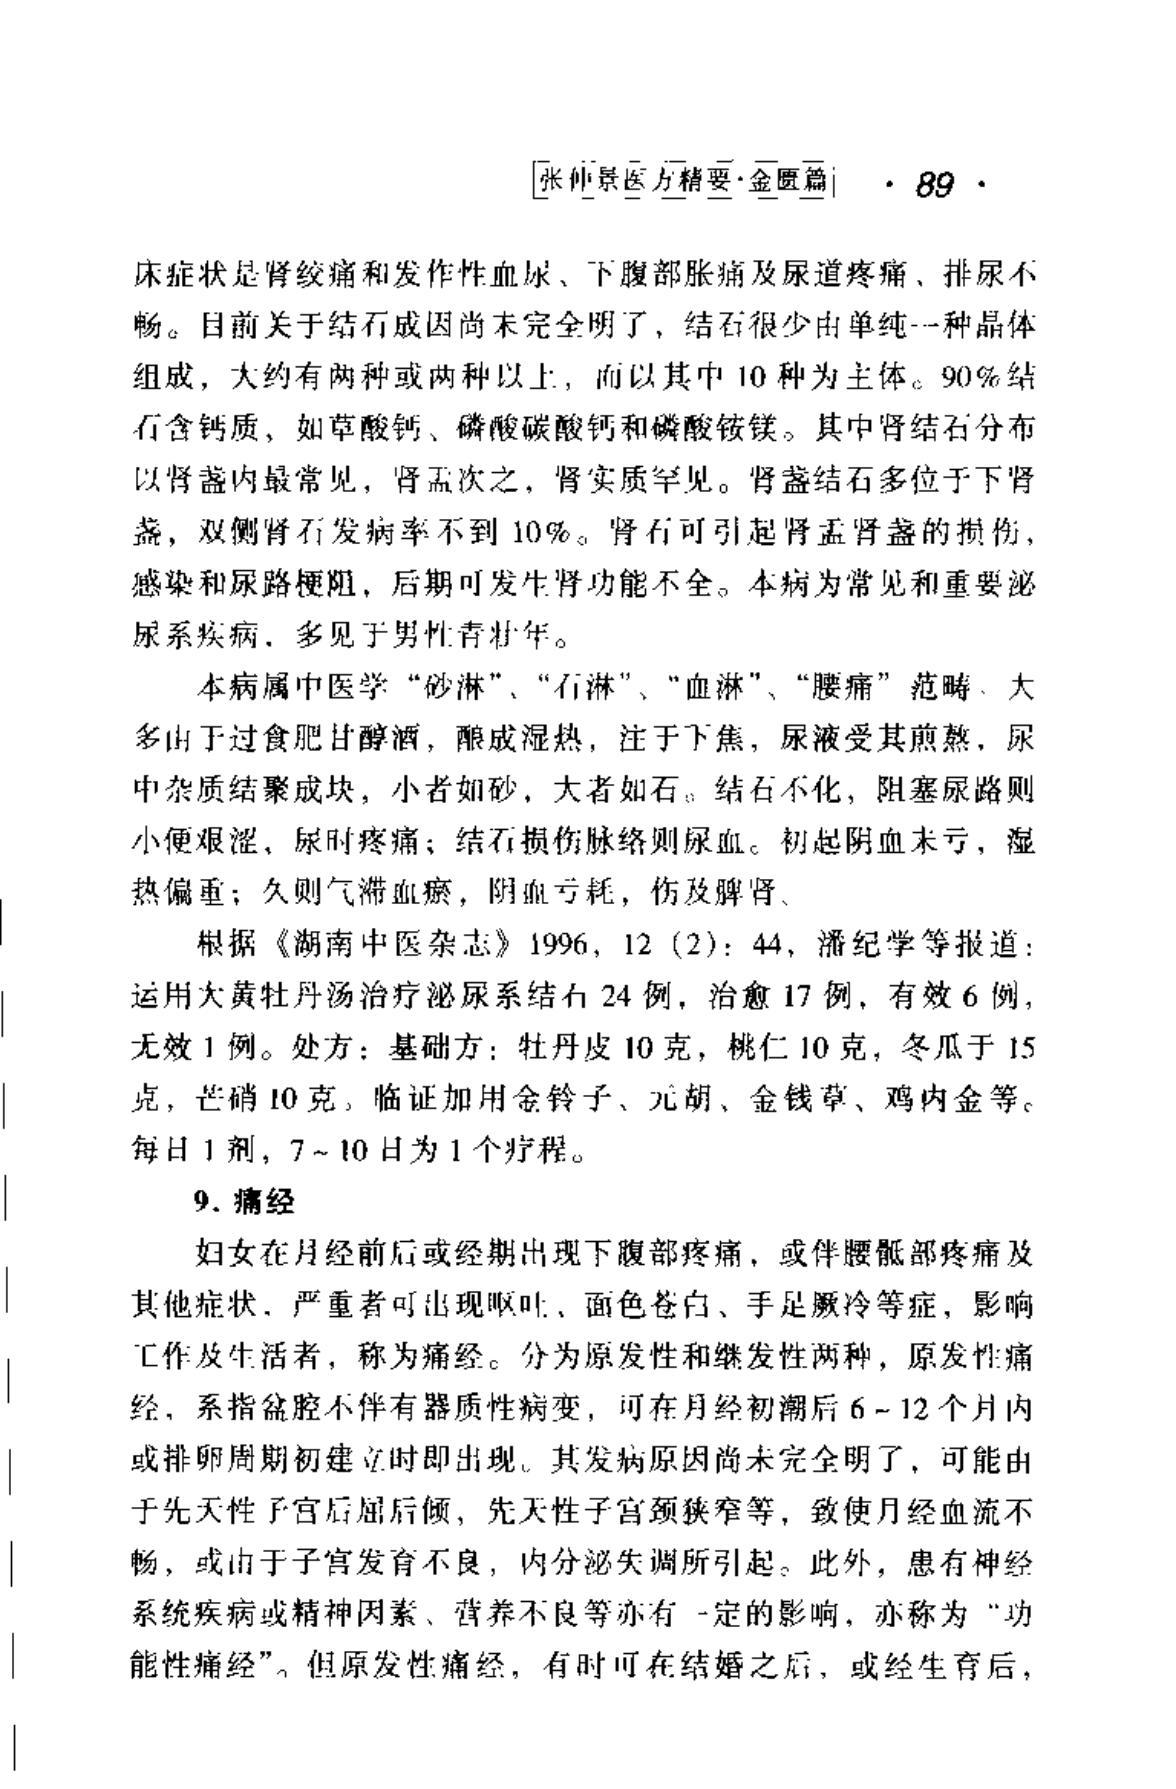 张仲景医方精要·金匮篇 · 89 ·
床症状是肾绞痛和发作性血尿、下腹部胀痛及尿道疼痛、排尿不
畅。目前关于结石成因尚未完全明了，结石很少由单纯一种晶体
组成，大约有两种或两种以上，而以其中 10 种为主体。90%结
石含钙质，如草酸钙、磷酸碳酸钙和磷酸铵镁。其中肾结石分布
以肾盏内最常见，肾盂次之，肾实质罕见。肾盏结石多位于下肾
盏，双侧肾石发病率不到 10%。肾石可引起肾盂肾盏的损伤，
感染和尿路梗阻，后期可发生肾功能不全。本病为常见和重要泌
尿系疾病，多见于男性青壮年。
本病属中医学“砂淋”、“石淋”、“血淋”、“腰痛”范畴、大
多由于过食肥甘醇酒，酿成湿热，注于下焦，尿液受其煎熬，尿
中杂质结聚成块，小者如砂，大者如石。结石不化，阻塞尿路则
小便艰涩，尿时疼痛；结石损伤脉络则尿血。初起阴血未亏，湿
热偏重；久则气滞血瘀，阴血亏耗，伤及脾肾、
根据《湖南中医杂志》1996，12（2）：44，潘纪学等报道：
运用大黄牡丹汤治疗泌尿系结石 24 例，治愈 17 例，有效 6 例，
无效 1 例。处方：基础方：牡丹皮 10 克，桃仁 10 克，冬瓜于 15
克，芒硝 10 克。临证加用金铃子、元胡、金钱草、鸡内金等。
每日 1 剂，7～10 日为 1 个疗程。
9. 痛经
妇女在月经前后或经期出现下腹部疼痛，或伴腰骶部疼痛及
其他症状，严重者可出现呕吐、面色苍白、手足厥冷等症，影响
工作及生活者，称为痛经。分为原发性和继发性两种，原发性痛
经，系指盆腔不伴有器质性病变，可在月经初潮后 6～12 个月内
或排卵周期初建立时即出现。其发病原因尚未完全明了，可能由
于先天性子宫后屈后倾，先天性子宫颈狭窄等，致使月经血流不
畅，或由于子宫发育不良，内分泌失调所引起。此外，患有神经
系统疾病或精神因素、营养不良等亦有一定的影响，亦称为“功
能性痛经”。但原发性痛经，有时可在结婚之后，或经生育后，